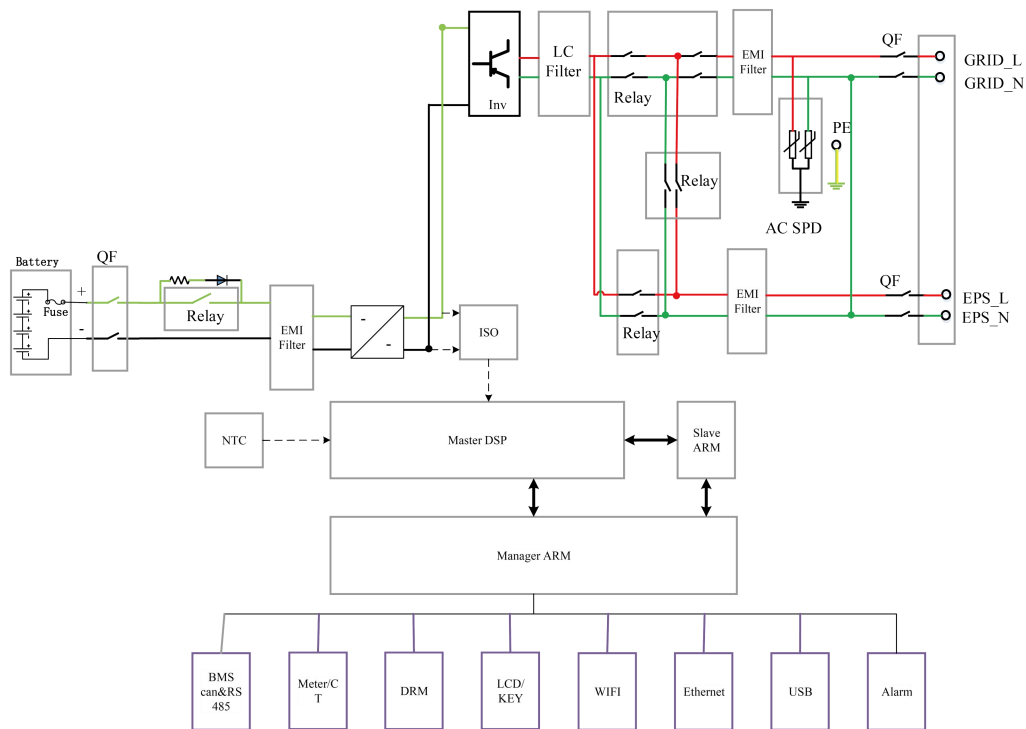 QF
LC
Filter
EMI
Filter
GRID_L
GRID_N
Relay
Inv
PE
Relay
AC SPD
Battery
QF
+
Fuse
-
Relay
EMI
Filter
-
-
ISO
QF
EMI
Filter
EPS_L
EPS_N
Relay
NTC
Master DSP
Slave
ARM
Manager ARM
BMS
can&RS
485
Meter/C
T
DRM
LCD/
KEY
WIFI
Ethernet
USB
Alarm